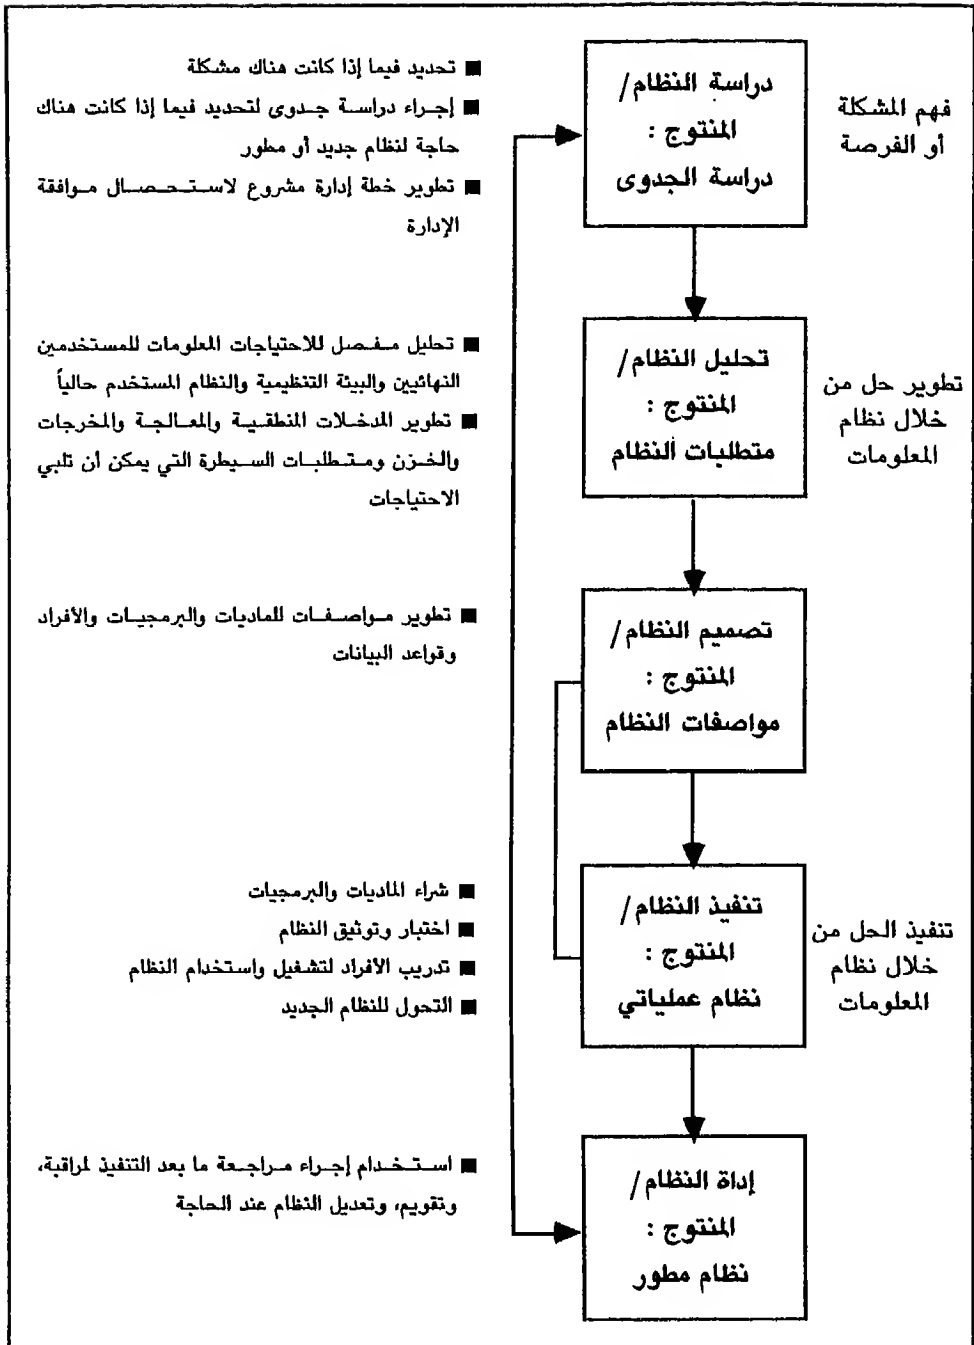 فهم المشكلة
أو الفرصة
دراسة النظام/
المنتوج :
دراسة الجدوى
■ تحديد فيما إذا كانت هناك مشكلة
■ إجراء دراسة جدوى لتحديد فيما إذا كانت هناك
حاجة لنظام جديد أو مطور
■ تطوير خطة إدارة مشروع لاستحصال موافقة
الإدارة
تطوير حل من
خلال نظام
المعلومات
تحليل النظام/
المنتوج :
متطلبات النظام
■ تحليل مفصل للاحتياجات المعلومات للمستخدمين
النهائيين والبيئة التنظيمية والنظام المستخدم حالياً
■ تطوير المدخلات المنطقية والمعالجة والمخرجات
والخزن ومتطلبات السيطرة التي يمكن أن تلبي
الاحتياجات
تصميم النظام/
المنتوج :
مواصفات النظام
■ تطوير مواصفات للماديات والبرمجيات والأفراد
وقواعد البيانات
تنفيذ الحل من
خلال نظام
المعلومات
تنفيذ النظام/
المنتوج :
نظام عملياتي
■ شراء الماديات والبرمجيات
■ اختبار وتوثيق النظام
■ تدريب الأفراد لتشغيل واستخدام النظام
■ التحول للنظام الجديد
إداة النظام/
المنتوج :
نظام مطور
■ استخدام إجراء مراجعة ما بعد التنفيذ لمراقبة،
وتقويم، وتعديل النظام عند الحاجة